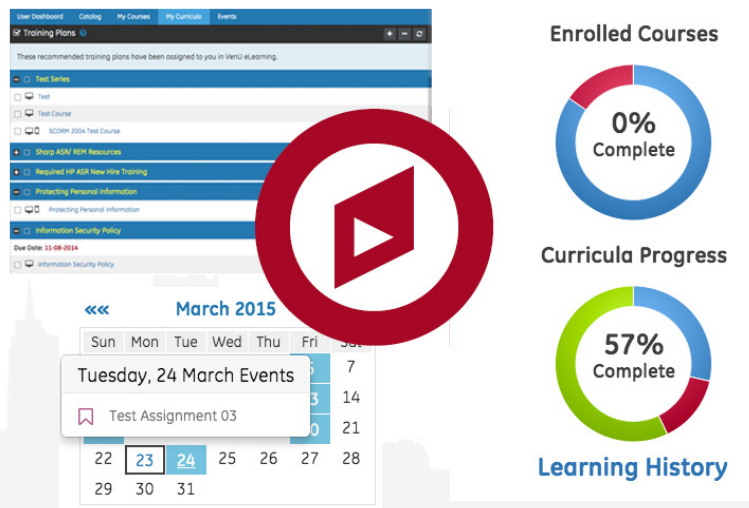 User Dashboard Catalog My Courses My Curricula Events
Training Plans
These recommended training plans have been assigned to you in VenU eLearning.
Test Series
Test
Test Course
SCORM 2004 Test Course
Sharp ASR/ REM Resources
Required HP ASR New Hire Training
Protecting Personal Information
Protecting Personal Information
Information Security Policy
Due Date: 11-08-2014
Information Security Policy
«« March 2015
Sun Mon Tue Wed Thu Fri Sat
7
Tuesday, 24 March Events
14
Test Assignment 03
21
22 23 24 25 26 27 28
29 30 31
Enrolled Courses
0%
Complete
Curricula Progress
57%
Complete
Learning History